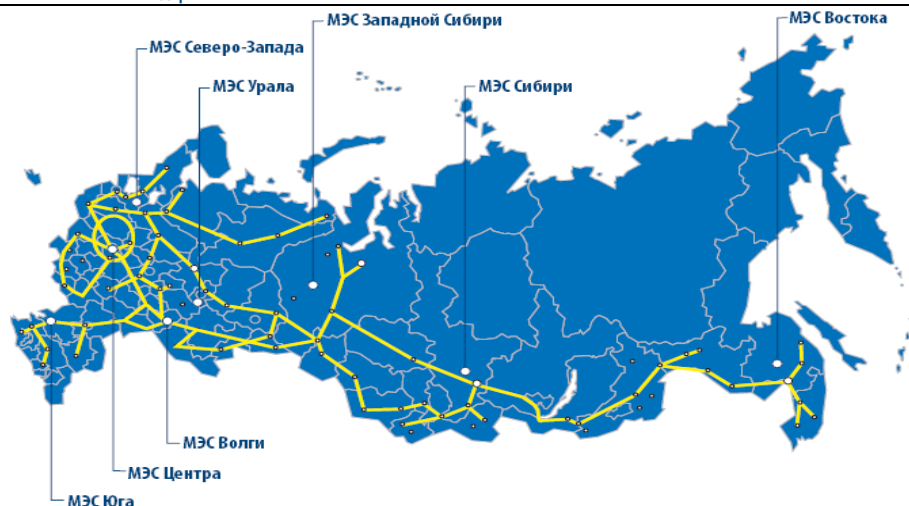 МЭС Западной Сибири
МЭС Востока
МЭС Северо-Запада
МЭС Урала
МЭС Сибири
МЭС Волги
МЭС Центра
МЭС Юга